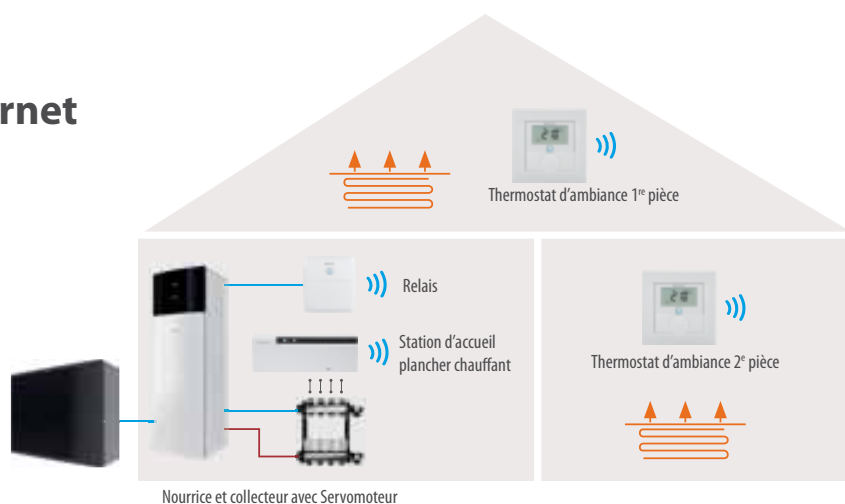 rnet
Thermostat d'ambiance 1re pièce
Relais
Station d'accueil
plancher chauffant
Thermostat d'ambiance 2e pièce
Nourrice et collecteur avec Servomoteur